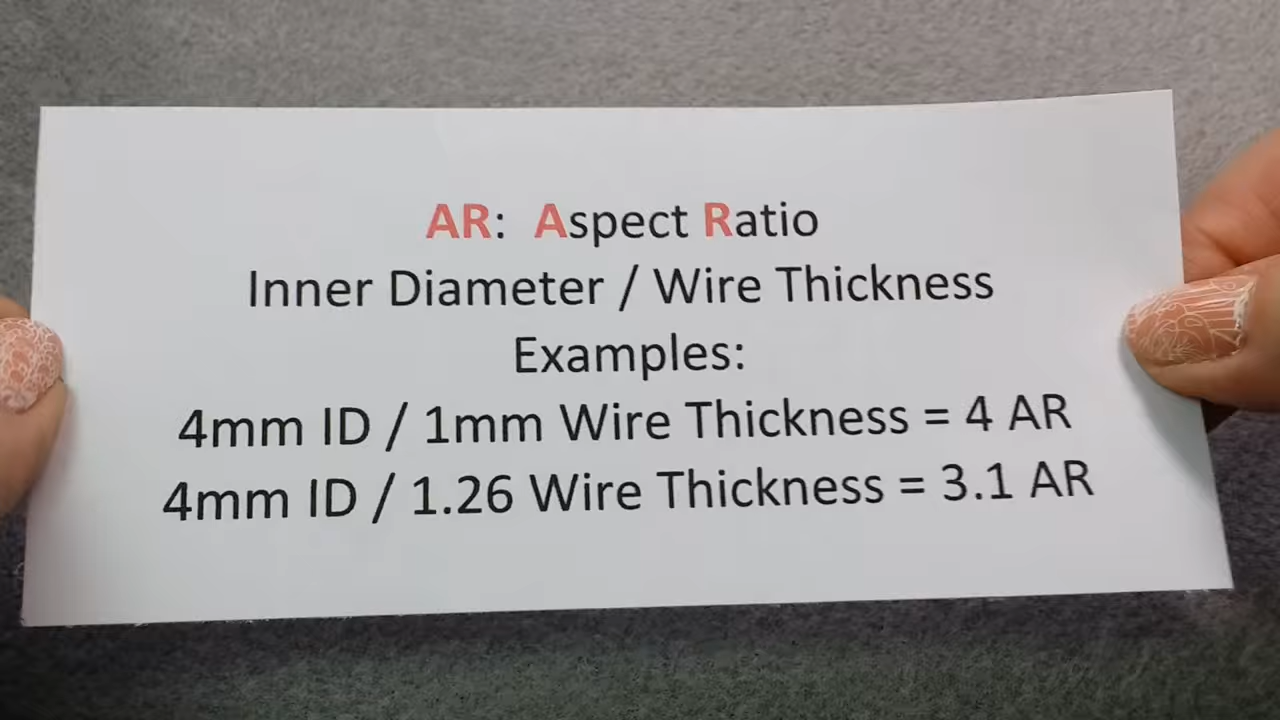 AR: Aspect Ratio
Inner Diameter / Wire Thickness
Examples:
4mm ID / 1mm Wire Thickness = 4 AR
4mm ID / 1.26 Wire Thickness = 3.1 AR